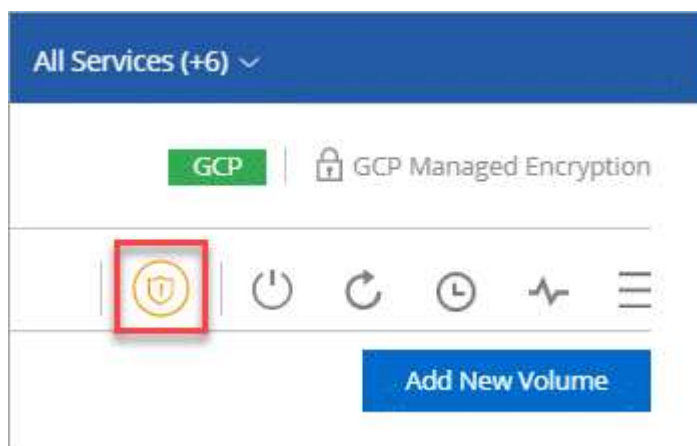 All Services (+6)
GCP
GCP Managed Encryption
Add New Volume